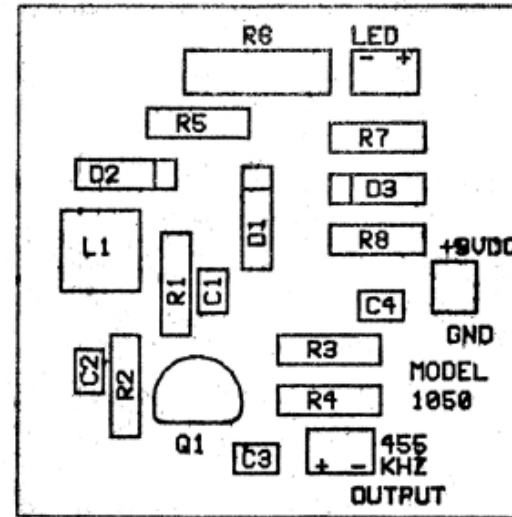 R6 LED
- +
R5
R7
D2
D3
D1
L1
R8
+9VDC
R1
C1
C4
GND
R3
MODEL
1050
C2
R2
R4
Q1
C3
+ -
455
KHZ
OUTPUT